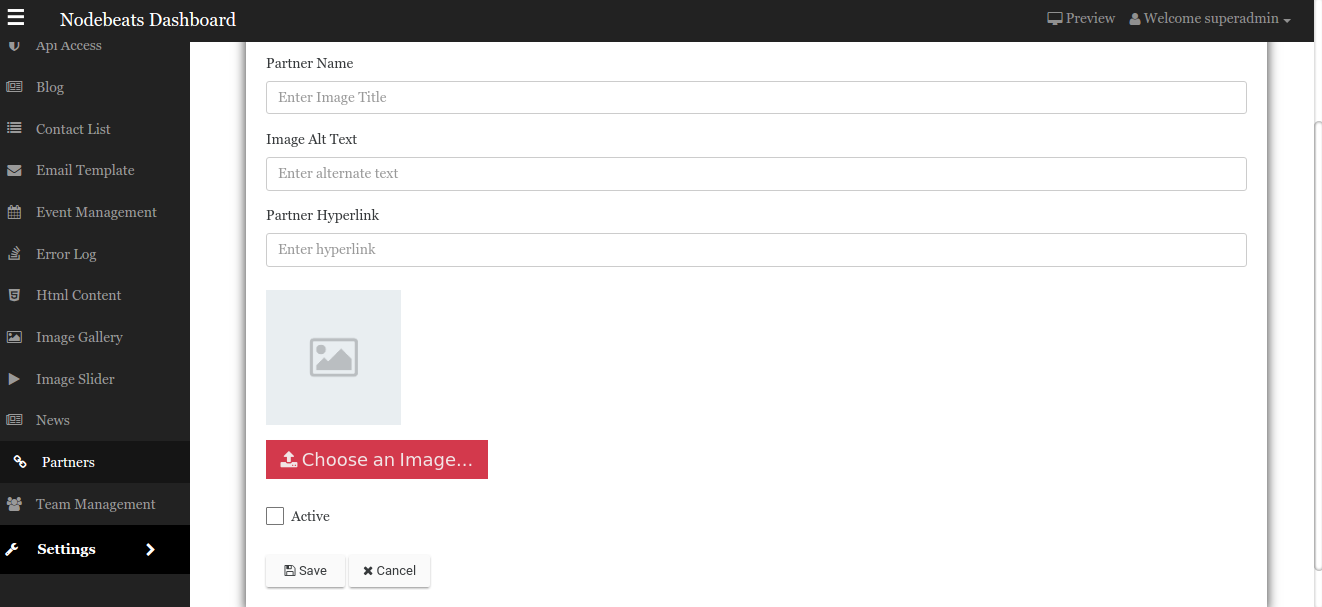 Nodebeats Dashboard
Preview
Welcome superadmin
Api Access
Blog
Contact List
Email Template
Event Management
Error Log
Html Content
Image Gallery
Image Slider
News
Partners
Team Management
Settings
Partner Name
Enter Image Title
Image Alt Text
Enter alternate text
Partner Hyperlink
Enter hyperlink
Choose an Image...
Active
Save
Cancel